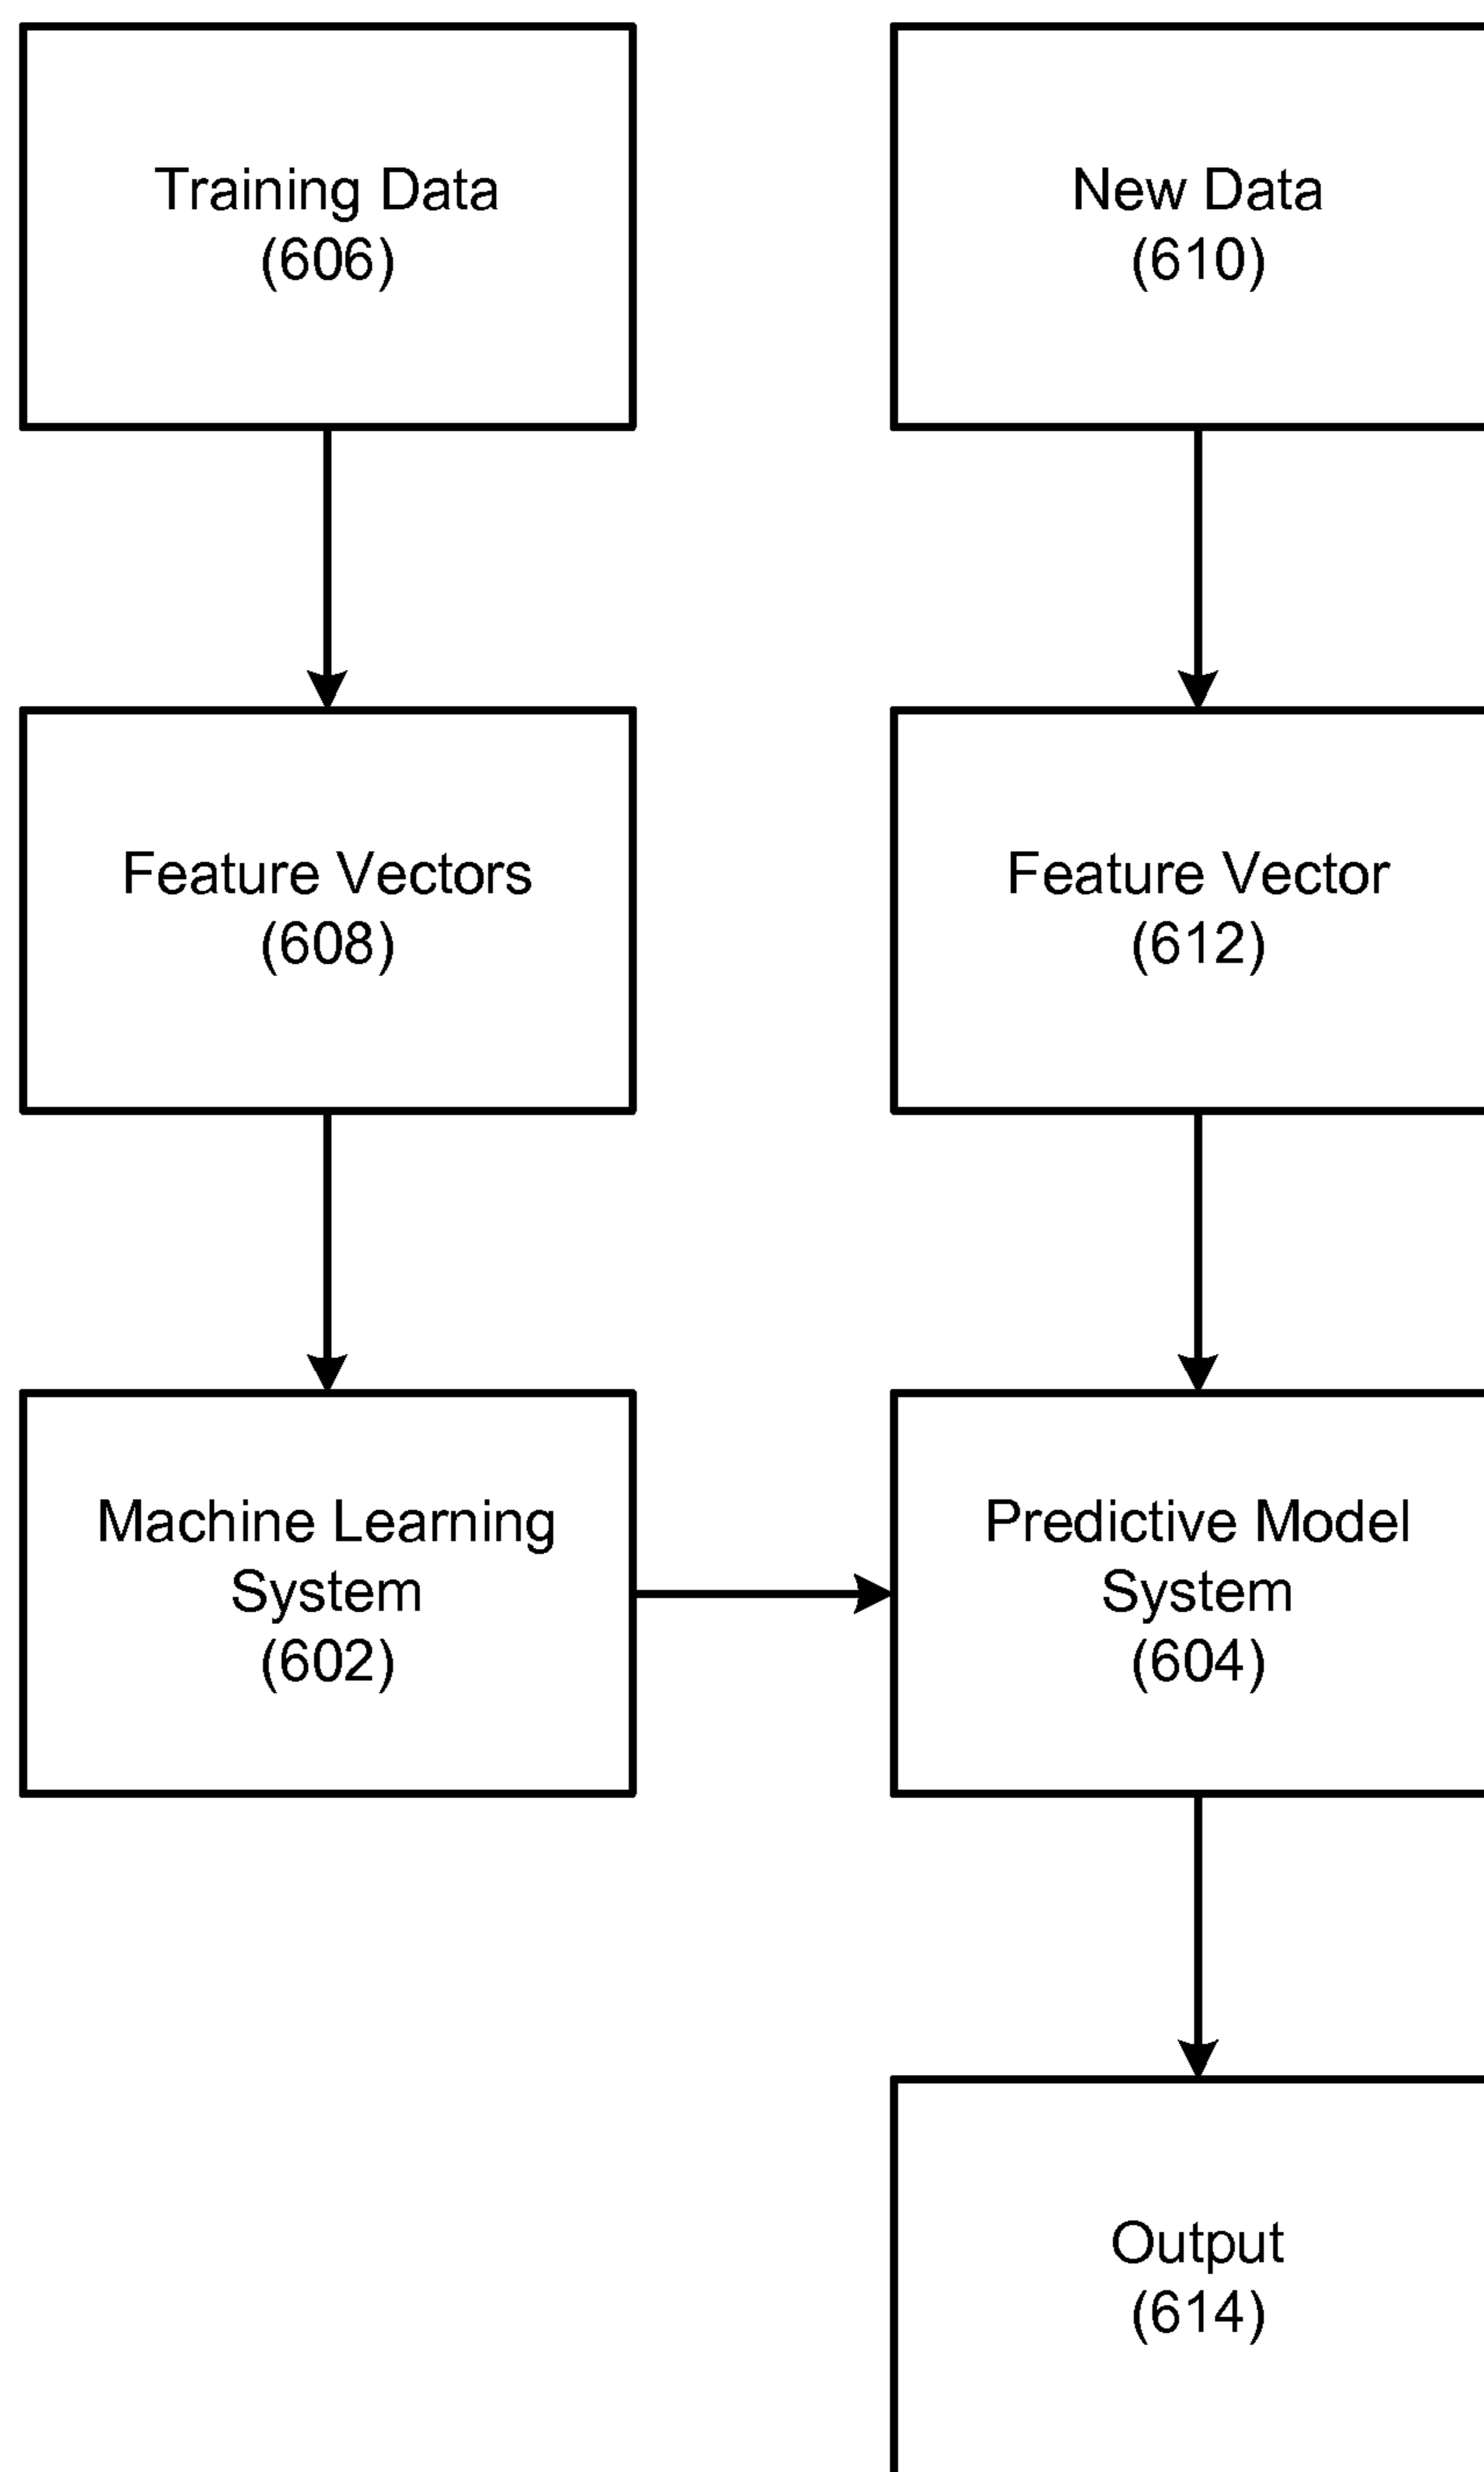 Training Data
(606)
New Data
(610)
Feature Vectors
(608)
Feature Vector
(612)
Machine Learning
System
(602)
Predictive Model
System
(604)
Output
(614)